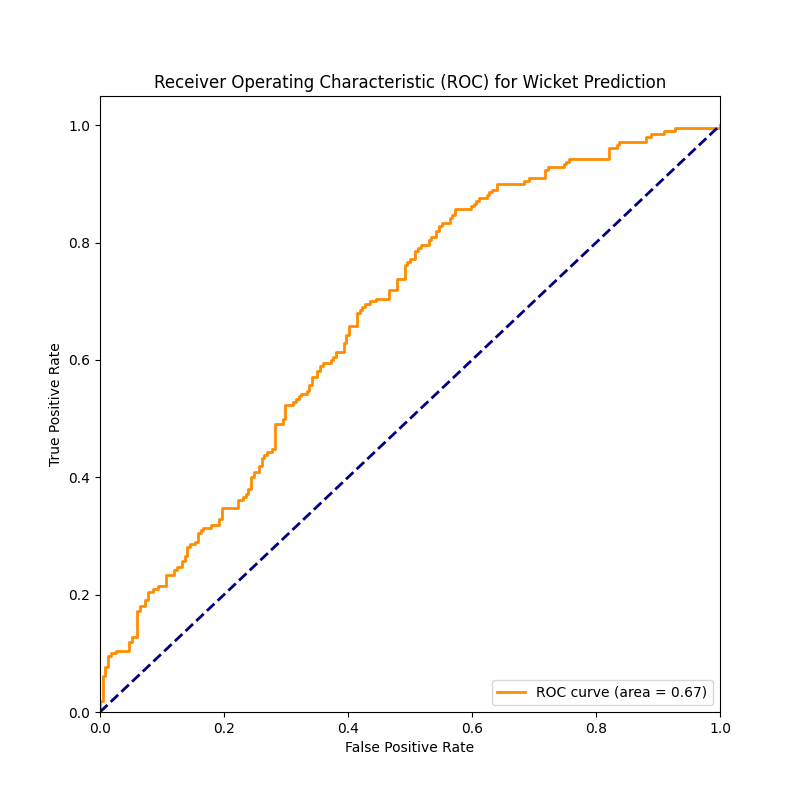 Receiver Operating Characteristic (ROC) for Wicket Prediction
1.0
0.8
0.6
0.4
0.2
0.0
True Positive Rate
0.0 0.2 0.4 0.6 0.8 1.0
False Positive Rate
ROC curve (area = 0.67)